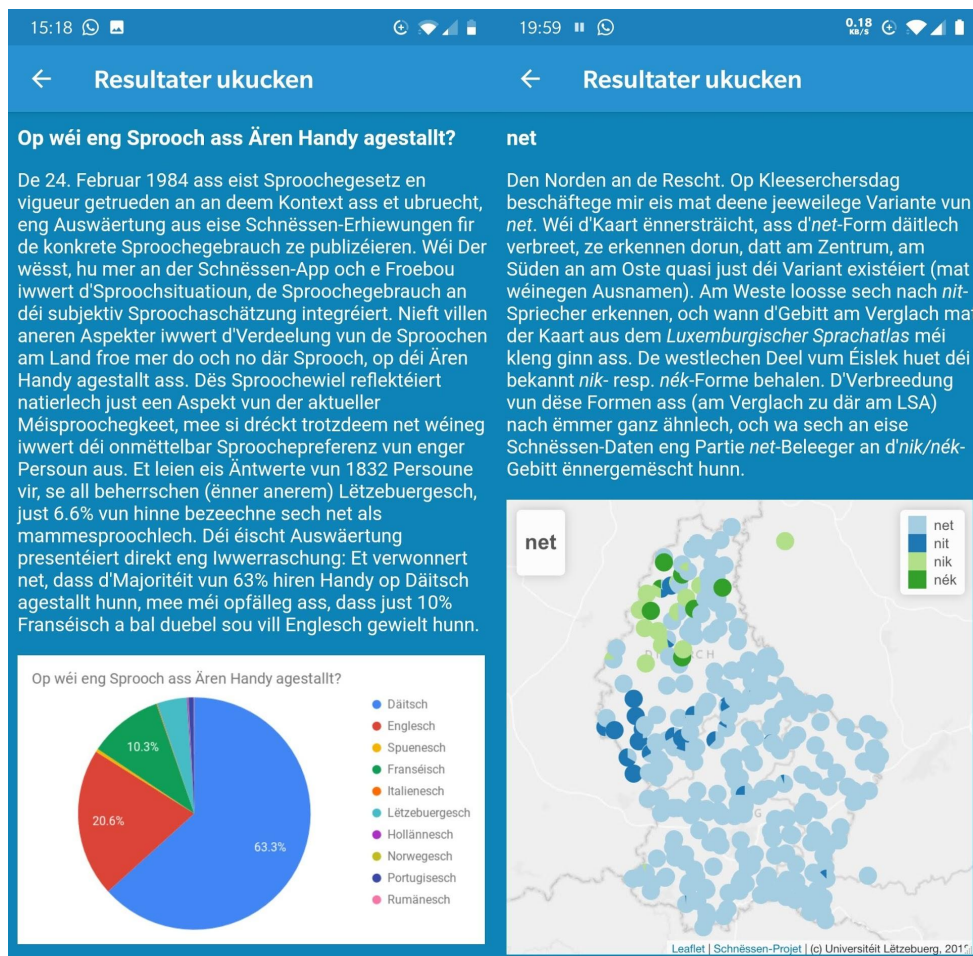 15:18
Resultater ukucken
Op wéi eng Sprooch ass Ären Handy agestallt?
De 24. Februar 1984 ass eist Sproochegesetz en
vigueur getrueden an an deem Kontext ass et ubruecht,
eng Auswäertung aus eise Schnëssen-Erhiewungen fir
de konkrete Sproochegebrauch ze publizéieren. Wéi Der
wësst, hu mer an der Schnëssen-App och e Froebou
iwwert d'Sproochsituatioun, de Sproochegebrauch an
déi subjektiv Sproochaschätzung integréiert. Nieft villen
aneren Aspekter iwwert d'Verdeelung vun de Sproochen
am Land froe mer do och no där Sprooch, op déi Ären
Handy agestallt ass. Dës Sproochewiel reflektéiert
natierlech just een Aspekt vun der aktueller
Méisproochegkeet, mee si dréckt trotzdeem net wéineg
iwwert déi onmëttelbar Sproochepreferenz vun enger
Persoun aus. Et leien eis Äntwerte vun 1832 Persoune
vir, se all beherrschen (ënner anerem) Lëtzebuergesch,
just 6.6% vun hinne bezeechne sech net als
mammesproochlech. Déi éischt Auswäertung
presentéiert direkt eng Iwwerraschung: Et verwonnert
net, dass d'Majoritéit vun 63% hiren Handy op Däitsch
agestallt hunn, mee méi opfälleg ass, dass just 10%
Franséisch a bal duebel sou vill Englesch gewielt hunn.
Op wéi eng Sprooch ass Ären Handy agestallt?
10.3%
20.6%
63.3%
Däitsch
Englesch
Spuenesch
Franséisch
Italienesch
Lëtzebuergesch
Hollännesch
Norwegesch
Portugisesch
Rumänesch
19:59
0.18
KB/S
Resultater ukucken
net
Den Norden an de Rescht. Op Kleeserchersdag
beschäftege mir eis mat deene jeeweilege Variante vun
net. Wéi d'Kaart ënnersträicht, ass d'net-Form däitlech
verbreet, ze erkennen dorun, datt am Zentrum, am
Süden an am Oste quasi just déi Variant existéiert (mat
wéinegen Ausnamen). Am Weste loosse sech nach nit-
Spriecher erkennen, och wann d'Gebitt am Verglach mat
der Kaart aus dem Luxemburgischer Sprachatlas méi
kleng ginn ass. De westlechen Deel vum Éislek huet déi
bekannt nik- resp. nék-Forme behalen. D'Verbreedung
vun dëse Formen ass (am Verglach zu där am LSA)
nach ëmmer ganz ähnlech, och wa sech an eise
Schnëssen-Daten eng Partie net-Beleeger an d'nik/nék-
Gebitt ënnergemëscht hunn.
net
net
nit
nik
nék
Leaflet | Schnëssen-Projet | (c) Universitéit Lëtzebuerg,